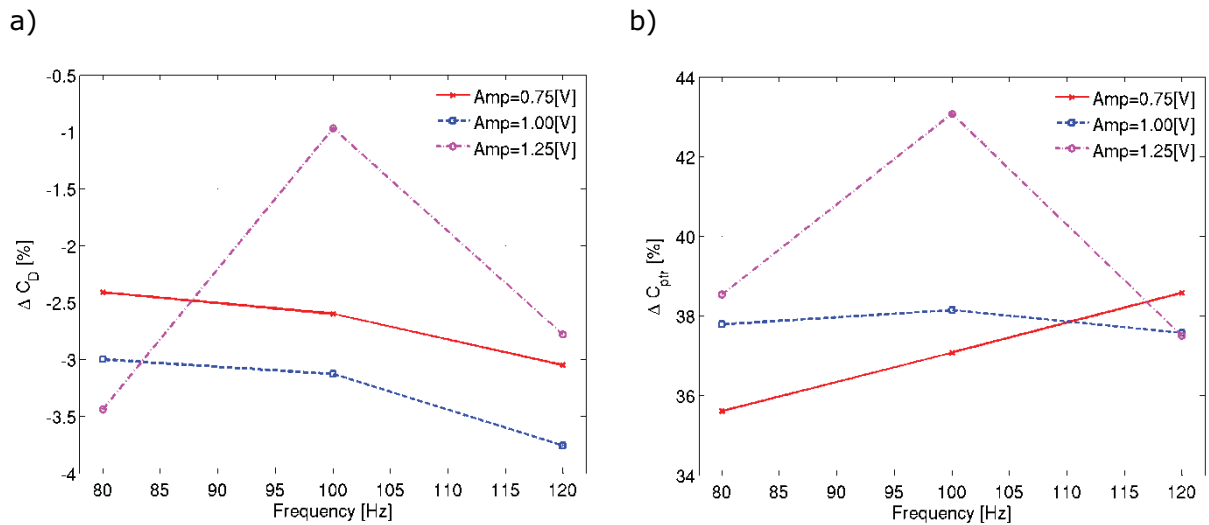 a)
-0.5
-1
-1.5
-2
-2.5
-3
-3.5
-4
Δ C_D [%]
Amp=0.75[V]
Amp=1.00[V]
Amp=1.25[V]
80 85 90 95 100 105 110 115 120
Frequency [Hz]
b)
44
42
40
38
36
34
Δ C_ptr [%]
Amp=0.75[V]
Amp=1.00[V]
Amp=1.25[V]
80 85 90 95 100 105 110 115 120
Frequency [Hz]